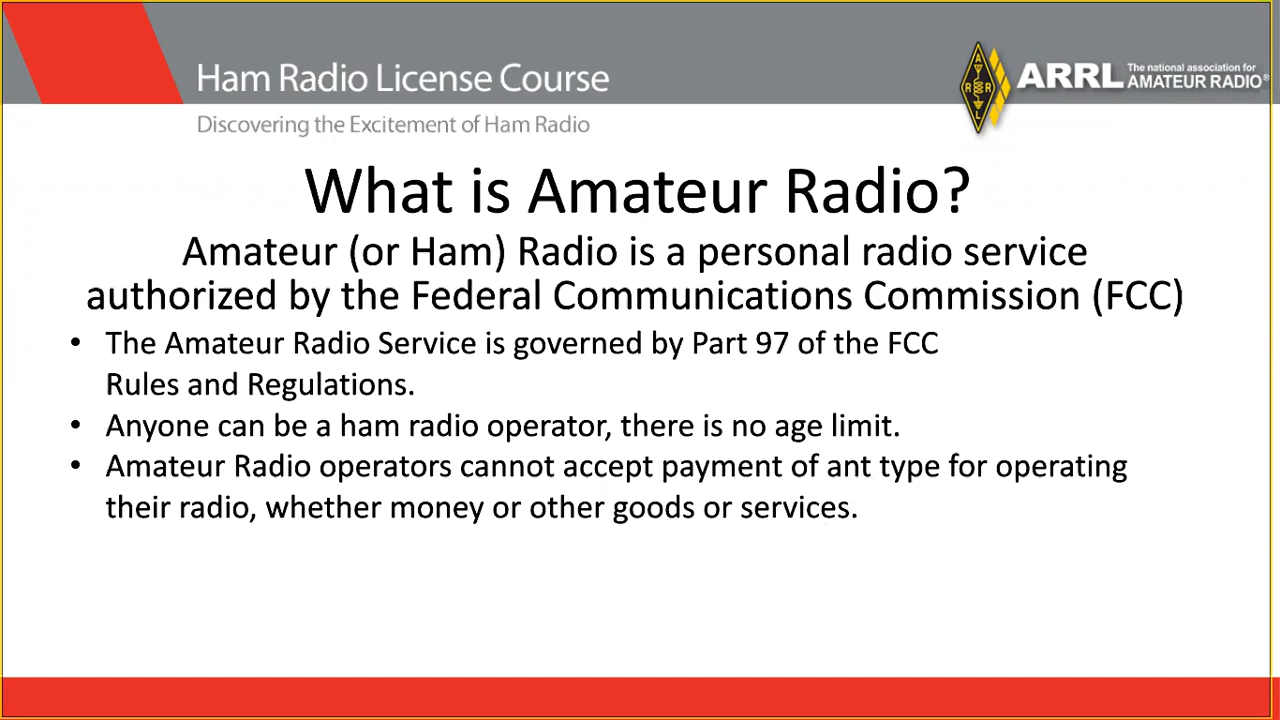 Ham Radio License Course
Discovering the Excitement of Ham Radio
A
R R
L
ARRL
The national association for
AMATEUR RADIO®
What is Amateur Radio?
Amateur (or Ham) Radio is a personal radio service
authorized by the Federal Communications Commission (FCC)
• The Amateur Radio Service is governed by Part 97 of the FCC
Rules and Regulations.
• Anyone can be a ham radio operator, there is no age limit.
• Amateur Radio operators cannot accept payment of ant type for operating
their radio, whether money or other goods or services.